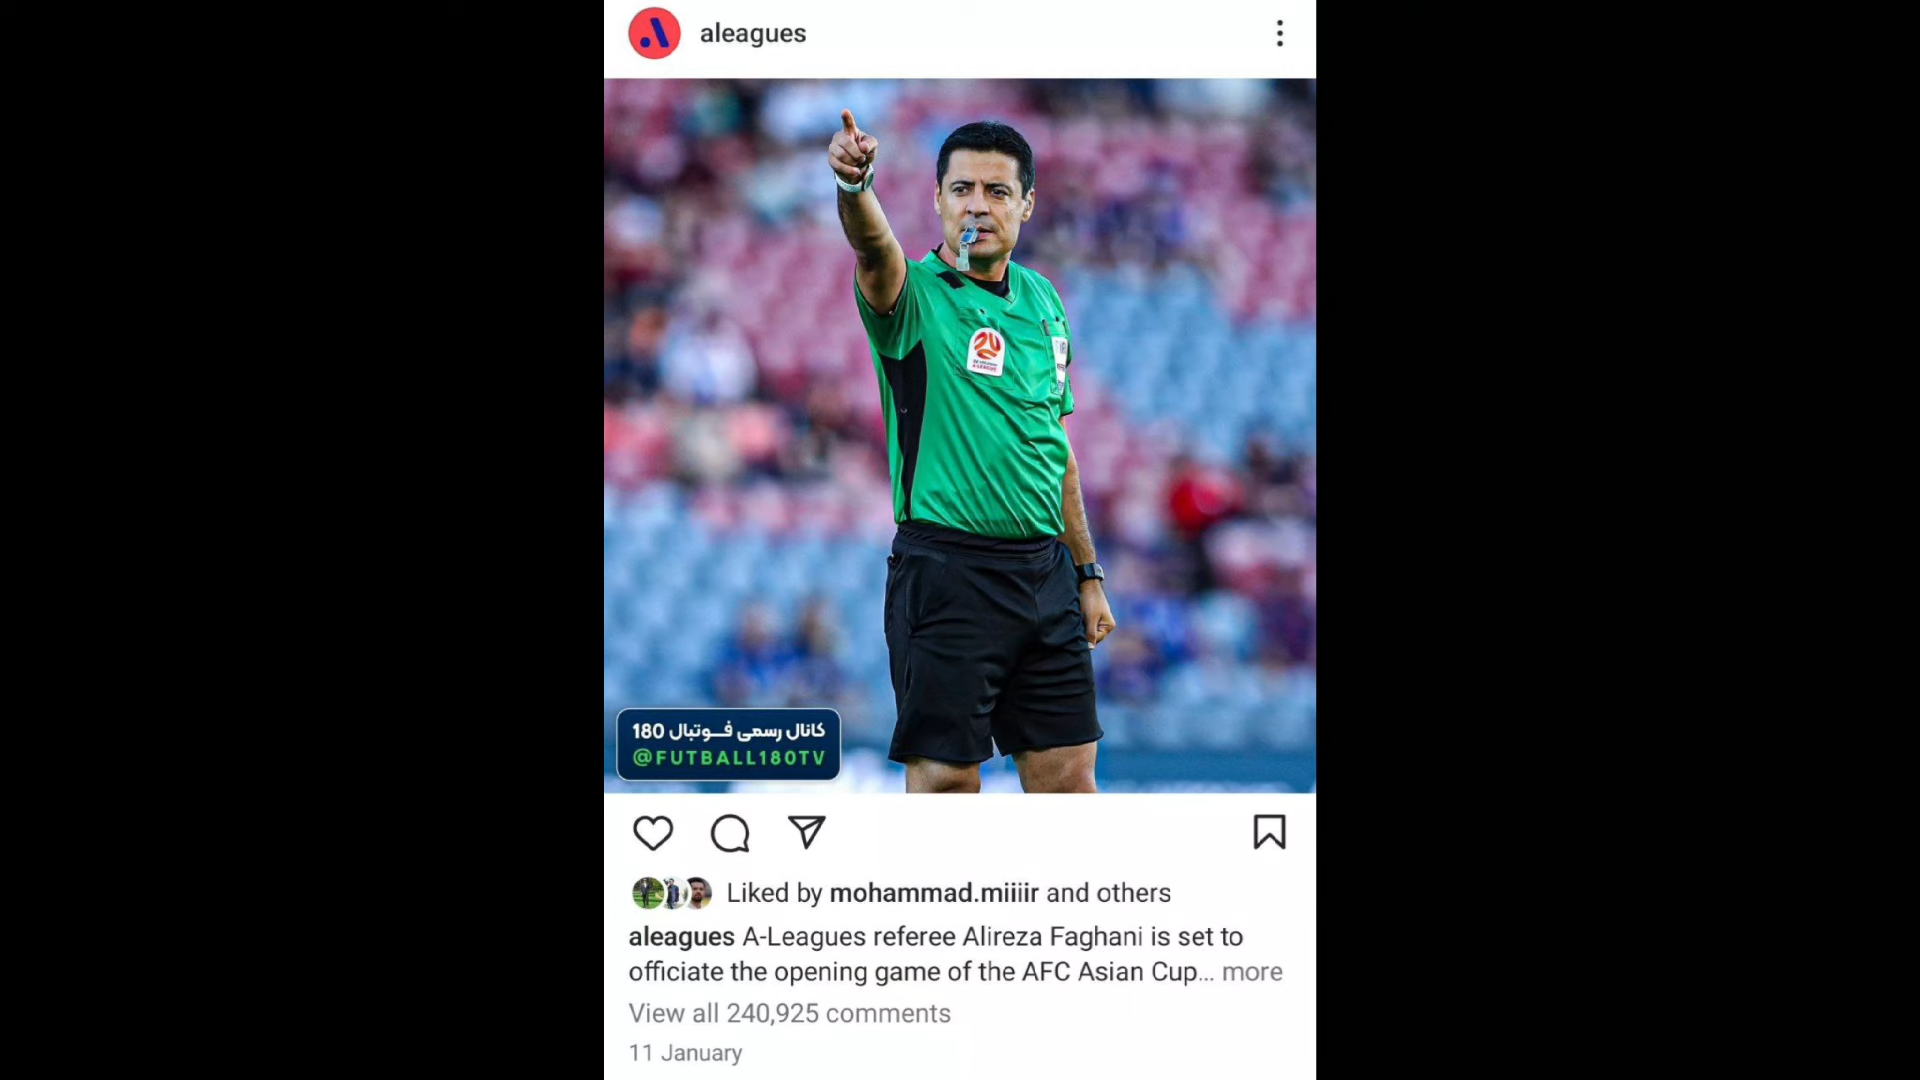 aleagues
کانال رسمی فوتبال 180
@FUTBALL180TV
Liked by mohammad.miiiir and others
aleagues A-Leagues referee Alireza Faghani is set to
officiate the opening game of the AFC Asian Cup... more
View all 240,925 comments
11 January